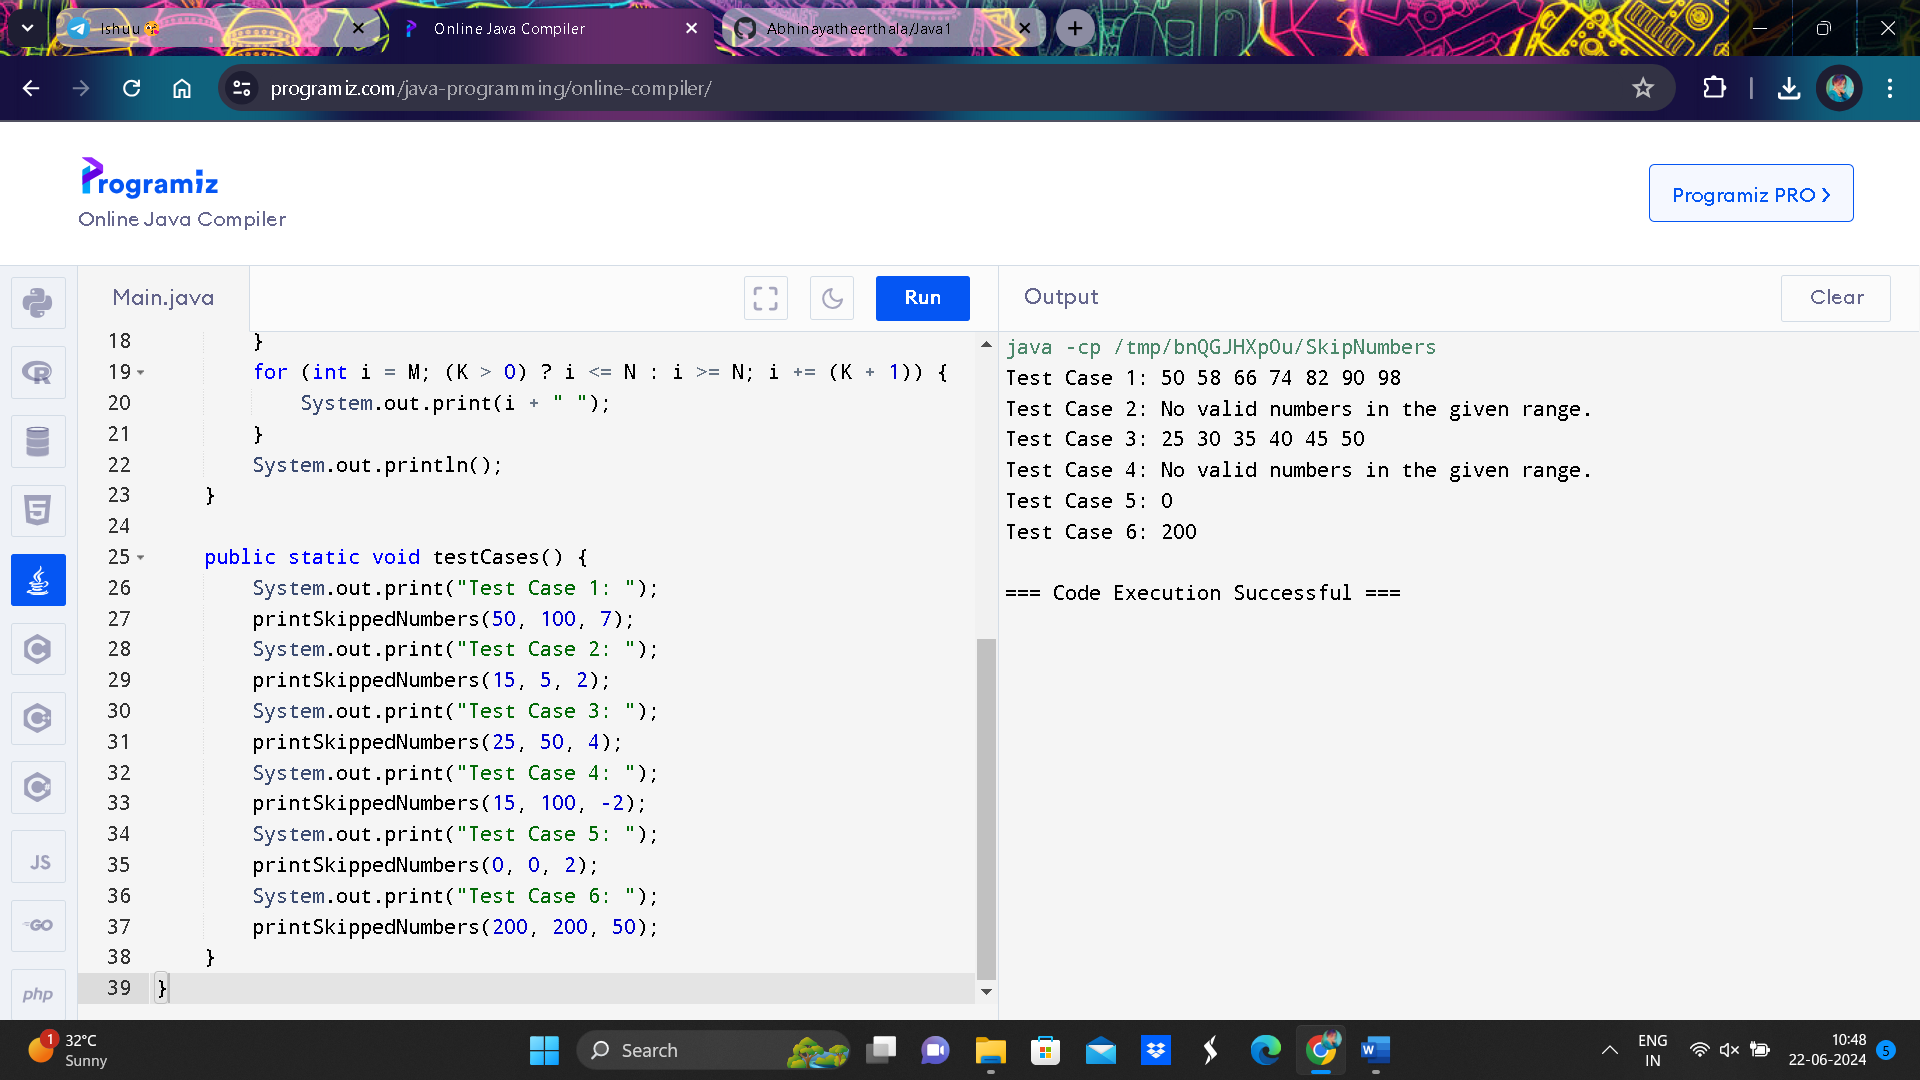 Ishuu
Online Java Compiler
Abhinayatheerthala/Java1
programiz.com/java-programming/online-compiler/
Programiz
Online Java Compiler
Programiz PRO
Main.java
Run
Output
Clear
18 }
19 for (int i = M; (K > 0) ? i <= N : i >= N; i += (K + 1)) {
20 System.out.print(i + " ");
21 }
22 System.out.println();
23 }
24
25 public static void testCases() {
26 System.out.print("Test Case 1: ");
27 printSkippedNumbers(50, 100, 7);
28 System.out.print("Test Case 2: ");
29 printSkippedNumbers(15, 5, 2);
30 System.out.print("Test Case 3: ");
31 printSkippedNumbers(25, 50, 4);
32 System.out.print("Test Case 4: ");
33 printSkippedNumbers(15, 100, -2);
34 System.out.print("Test Case 5: ");
35 printSkippedNumbers(0, 0, 2);
36 System.out.print("Test Case 6: ");
37 printSkippedNumbers(200, 200, 50);
38 }
39 }
java -cp /tmp/bnQGJHXpOu/SkipNumbers
Test Case 1: 50 58 66 74 82 90 98
Test Case 2: No valid numbers in the given range.
Test Case 3: 25 30 35 40 45 50
Test Case 4: No valid numbers in the given range.
Test Case 5: 0
Test Case 6: 200
=== Code Execution Successful ===
R
5
C
C
C
JS
GO
php
1
32°C
Sunny
Search
W
ENG
IN
10:48
22-06-2024
5